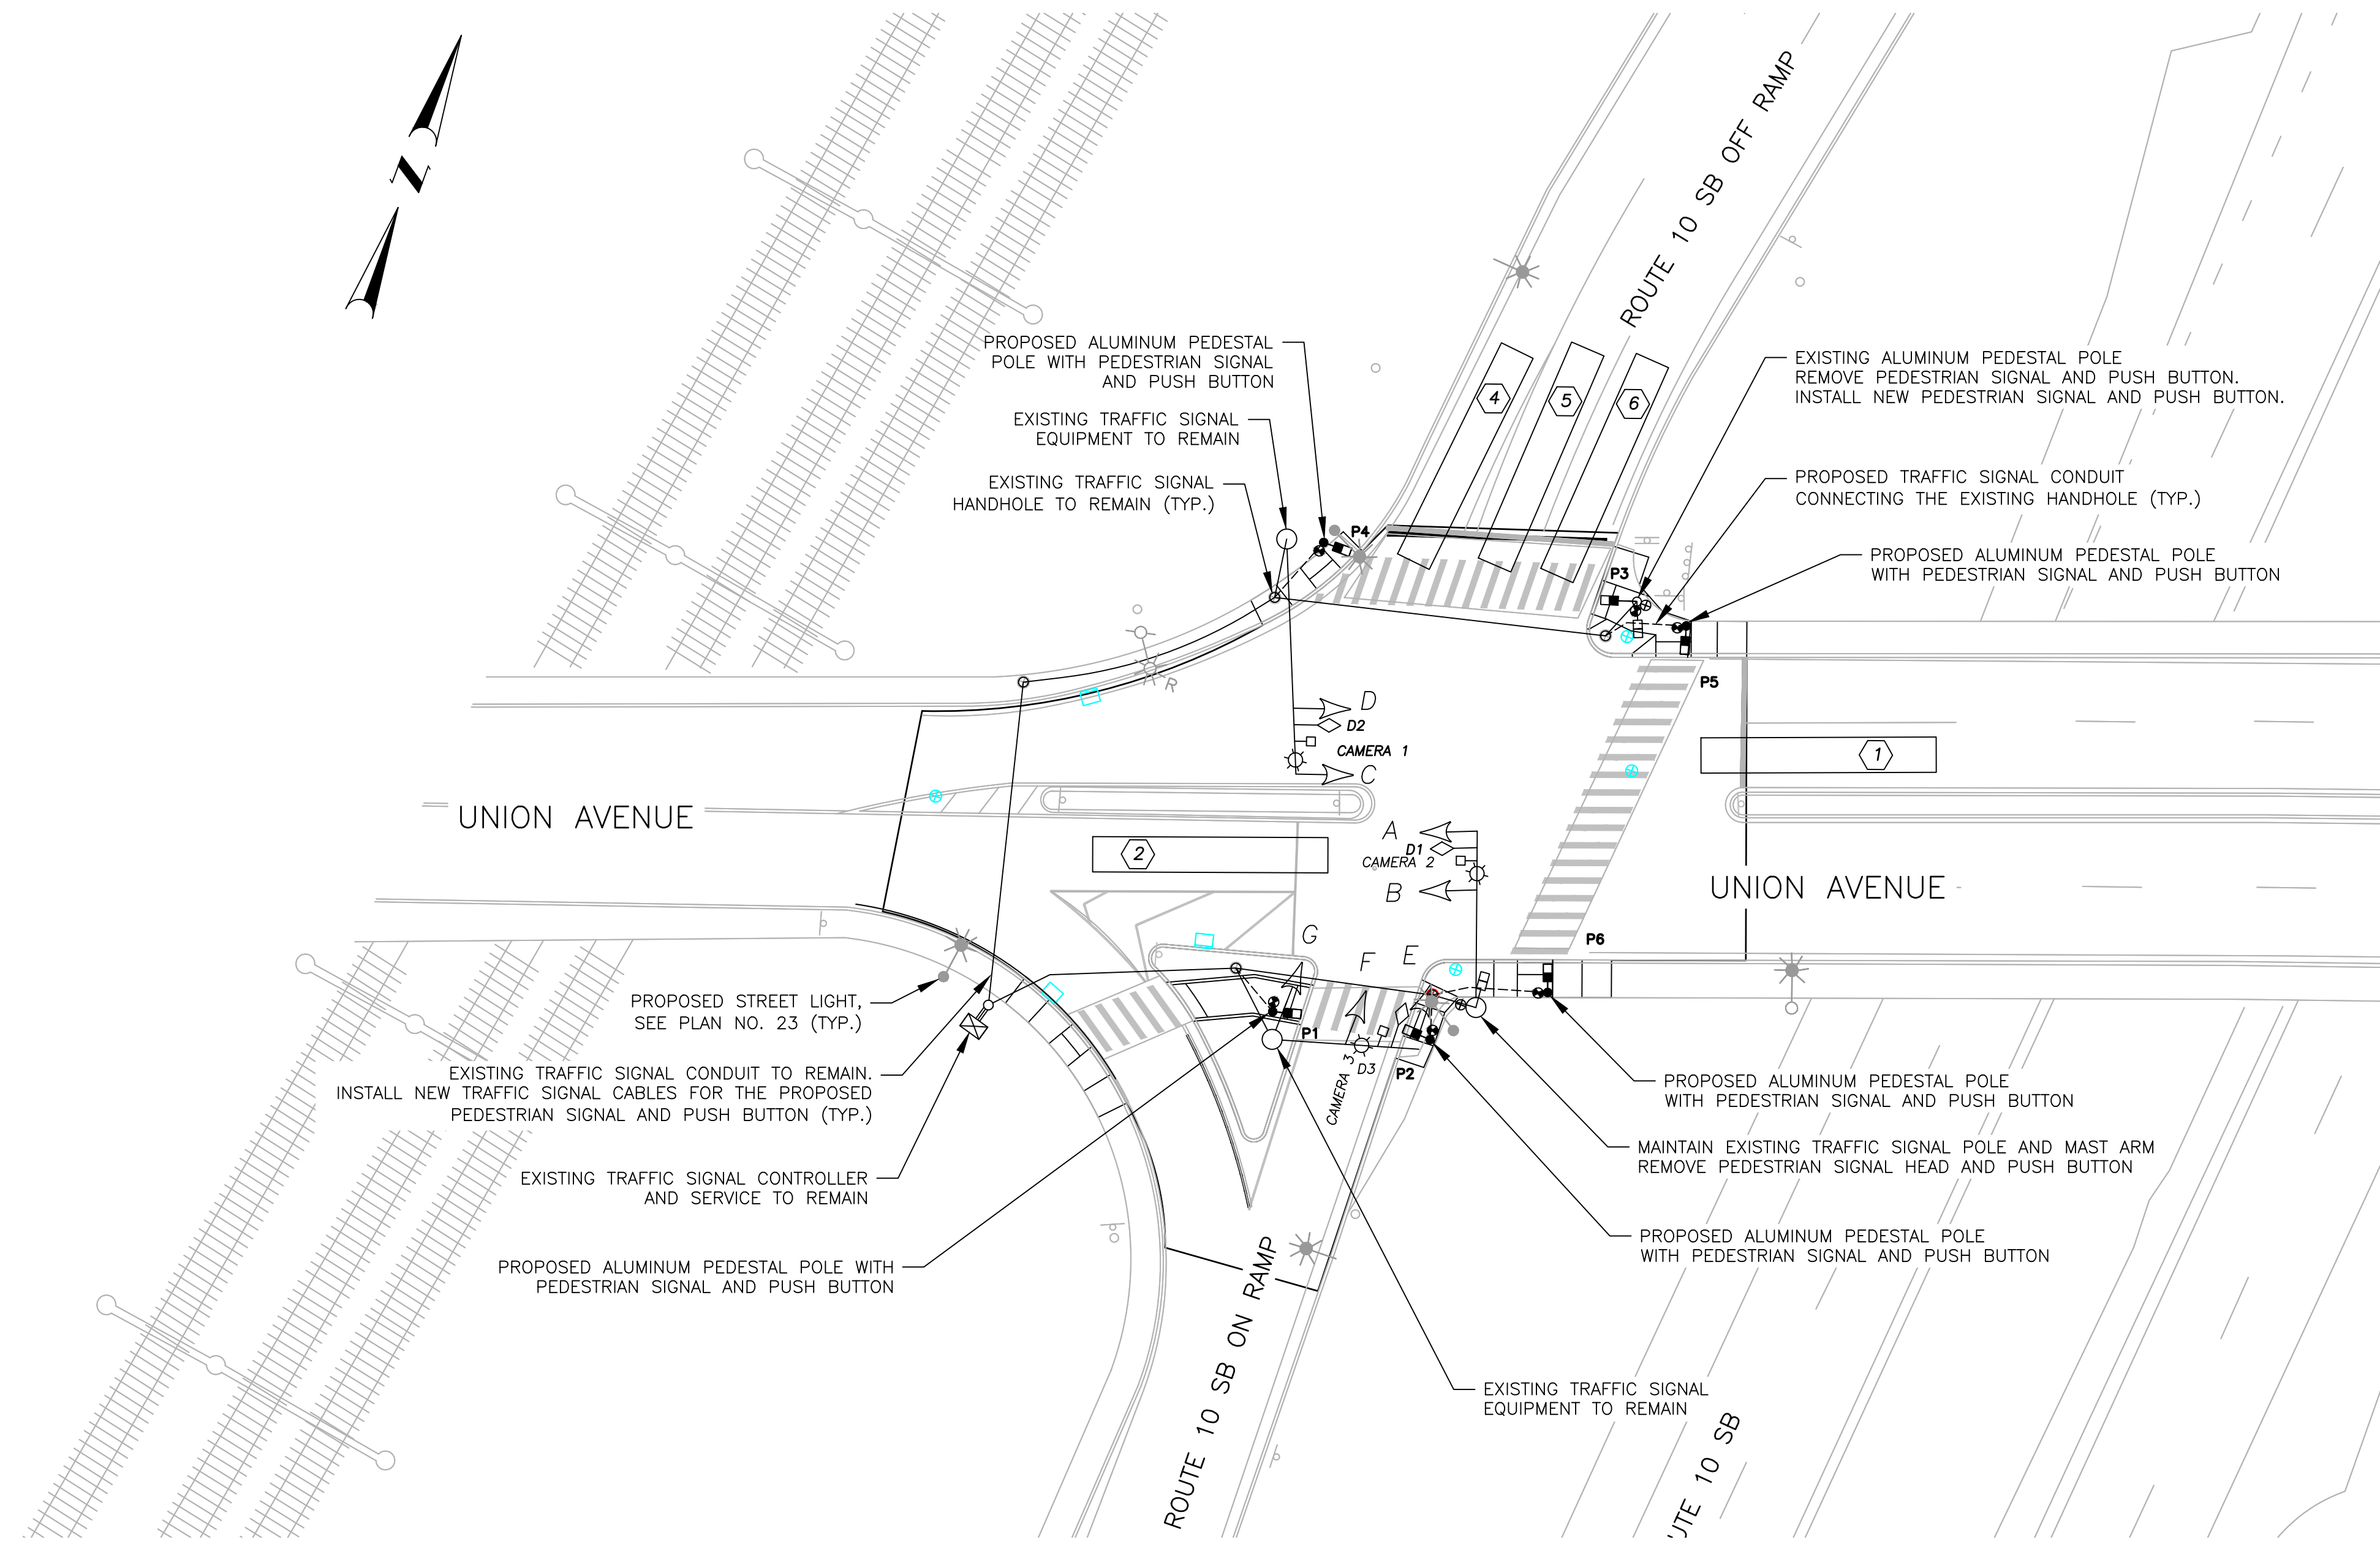 N
ROUTE 10 SB OFF RAMP
PROPOSED ALUMINUM PEDESTAL
POLE WITH PEDESTRIAN SIGNAL
AND PUSH BUTTON
EXISTING TRAFFIC SIGNAL
EQUIPMENT TO REMAIN
EXISTING TRAFFIC SIGNAL
HANDHOLE TO REMAIN (TYP.)
4
5
6
EXISTING ALUMINUM PEDESTAL POLE
REMOVE PEDESTRIAN SIGNAL AND PUSH BUTTON.
INSTALL NEW PEDESTRIAN SIGNAL AND PUSH BUTTON.
PROPOSED TRAFFIC SIGNAL CONDUIT
CONNECTING THE EXISTING HANDHOLE (TYP.)
PROPOSED ALUMINUM PEDESTAL POLE
WITH PEDESTRIAN SIGNAL AND PUSH BUTTON
P4
P3
P5
R
D
D2
CAMERA 1
C
1
UNION AVENUE
2
A
D1
CAMERA 2
B
UNION AVENUE
G
F
E
P6
P1
P2
D3
CAMERA 3
PROPOSED STREET LIGHT,
SEE PLAN NO. 23 (TYP.)
EXISTING TRAFFIC SIGNAL CONDUIT TO REMAIN.
INSTALL NEW TRAFFIC SIGNAL CABLES FOR THE PROPOSED
PEDESTRIAN SIGNAL AND PUSH BUTTON (TYP.)
EXISTING TRAFFIC SIGNAL CONTROLLER
AND SERVICE TO REMAIN
PROPOSED ALUMINUM PEDESTAL POLE WITH
PEDESTRIAN SIGNAL AND PUSH BUTTON
PROPOSED ALUMINUM PEDESTAL POLE
WITH PEDESTRIAN SIGNAL AND PUSH BUTTON
MAINTAIN EXISTING TRAFFIC SIGNAL POLE AND MAST ARM
REMOVE PEDESTRIAN SIGNAL HEAD AND PUSH BUTTON
PROPOSED ALUMINUM PEDESTAL POLE
WITH PEDESTRIAN SIGNAL AND PUSH BUTTON
EXISTING TRAFFIC SIGNAL
EQUIPMENT TO REMAIN
ROUTE 10 SB ON RAMP
UTE 10 SB